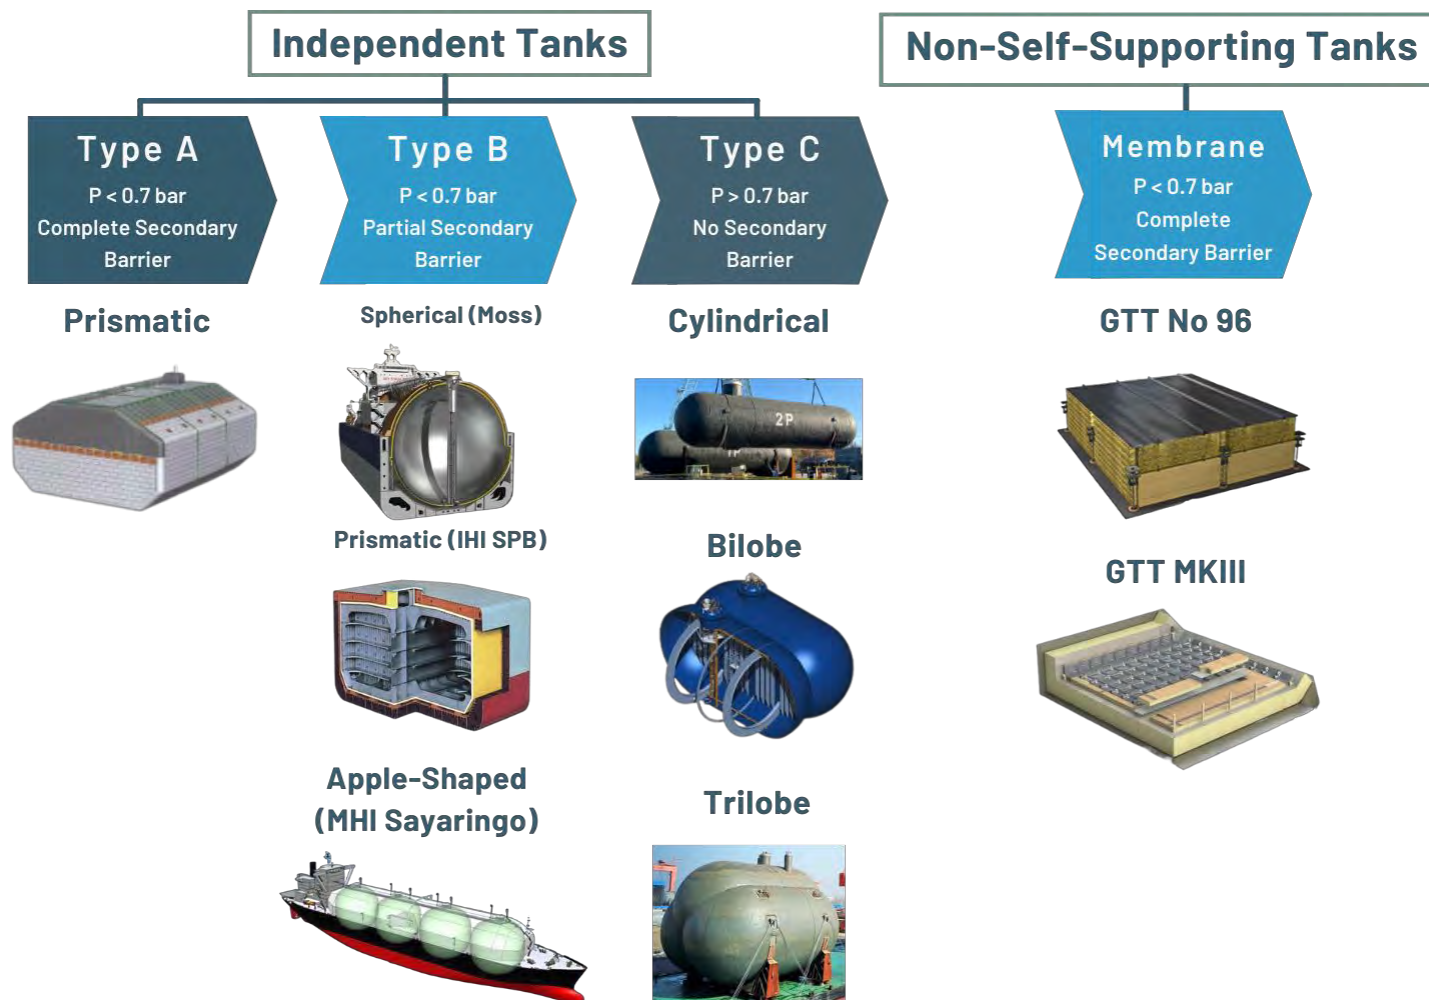 Independent Tanks
Non-Self-Supporting Tanks
Type A
P < 0.7 bar
Complete Secondary
Barrier
Type B
P < 0.7 bar
Partial Secondary
Barrier
Type C
P > 0.7 bar
No Secondary
Barrier
Membrane
P < 0.7 bar
Complete
Secondary Barrier
Prismatic
Spherical (Moss)
Prismatic (IHI SPB)
Apple-Shaped
(MHI Sayaringo)
Cylindrical
2P
Bilobe
Trilobe
GTT No 96
GTT MKIII